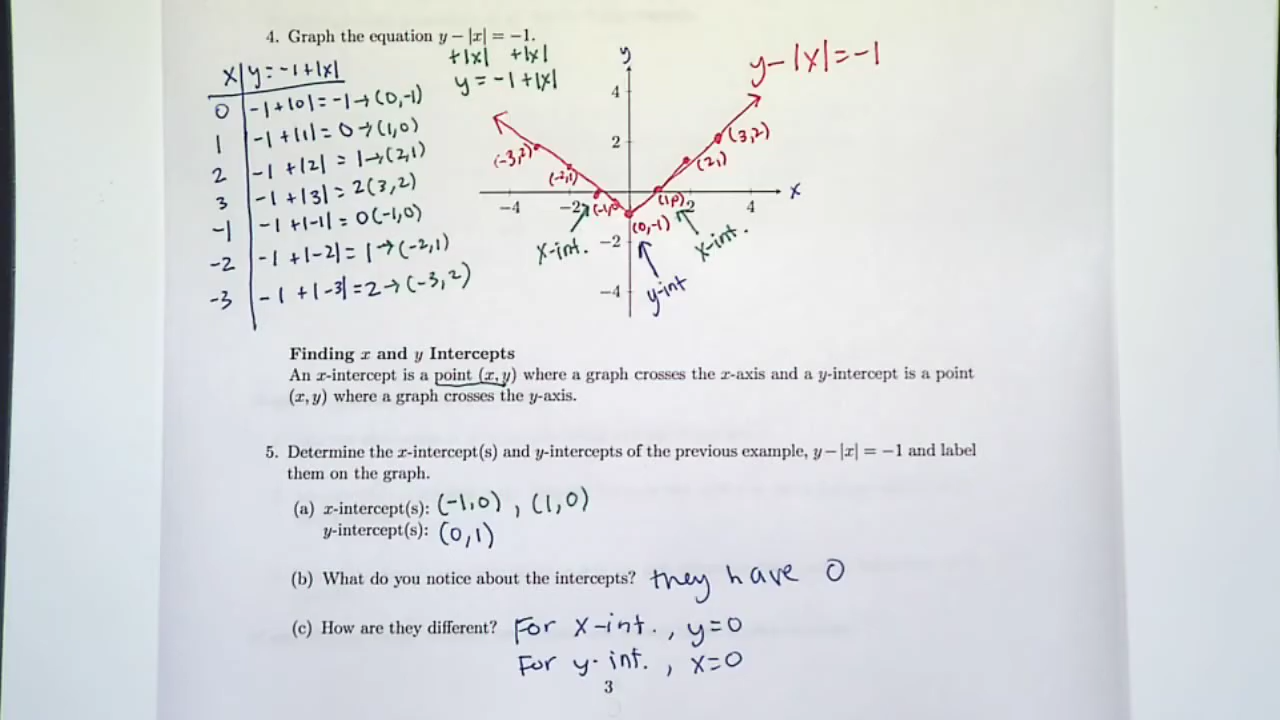 4. Graph the equation y − |x| = −1.
+|x| +|x|
y = -1 + |x|
x | y = -1 + |x|
0 | -1 + |0| = -1 → (0,-1)
1 | -1 + |1| = 0 → (1,0)
2 | -1 + |2| = 1 → (2,1)
3 | -1 + |3| = 2 (3,2)
-1 | -1 + |-1| = 0 (-1,0)
-2 | -1 + |-2| = 1 → (-2,1)
-3 | -1 + |-3| = 2 → (-3,2)
y
y - |x| = -1
4
2
(-3,2) (3,2)
(-2,1) (2,1)
−4 −2 2 4 x
(-1,0) (1,0)
(0,-1)
x-int. −2 x-int.
−4 y-int
Finding x and y Intercepts
An x-intercept is a point (x, y) where a graph crosses the x-axis and a y-intercept is a point
(x, y) where a graph crosses the y-axis.
5. Determine the x-intercept(s) and y-intercepts of the previous example, y − |x| = −1 and label
them on the graph.
(a) x-intercept(s): (-1,0) , (1,0)
y-intercept(s): (0,1)
(b) What do you notice about the intercepts? they have 0
(c) How are they different? For x-int. , y=0
For y-int. , x=0
3